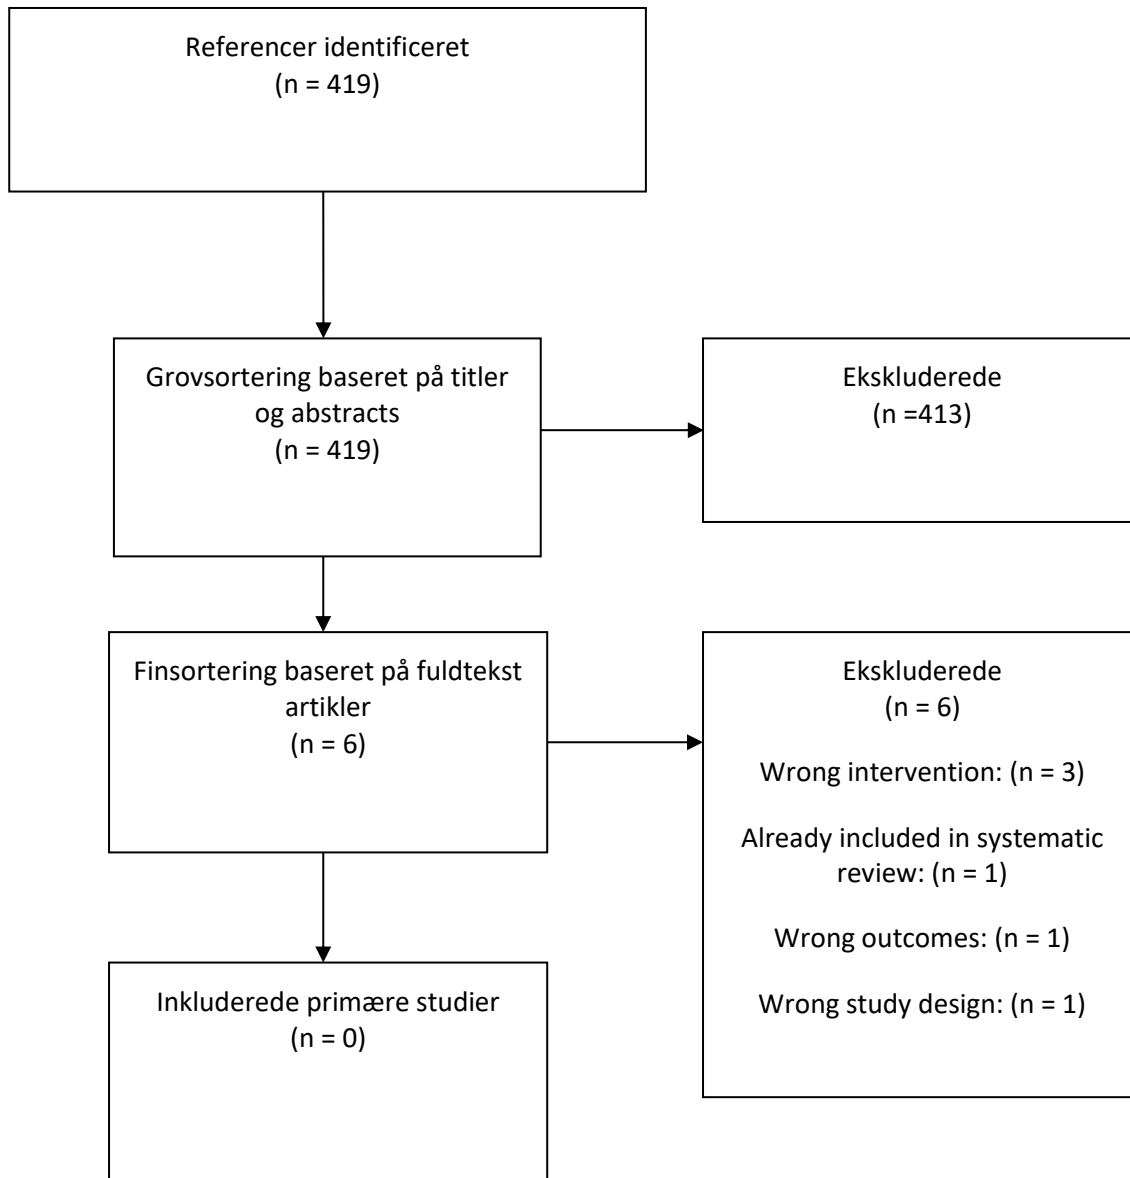 Referencer identificeret
(n = 419)
Grovsortering baseret på titler
og abstracts
(n = 419)
Ekskluderede
(n =413)
Finsortering baseret på fuldtekst
artikler
(n = 6)
Ekskluderede
(n = 6)
Wrong intervention: (n = 3)
Already included in systematic
review: (n = 1)
Wrong outcomes: (n = 1)
Wrong study design: (n = 1)
Inkluderede primære studier
(n = 0)